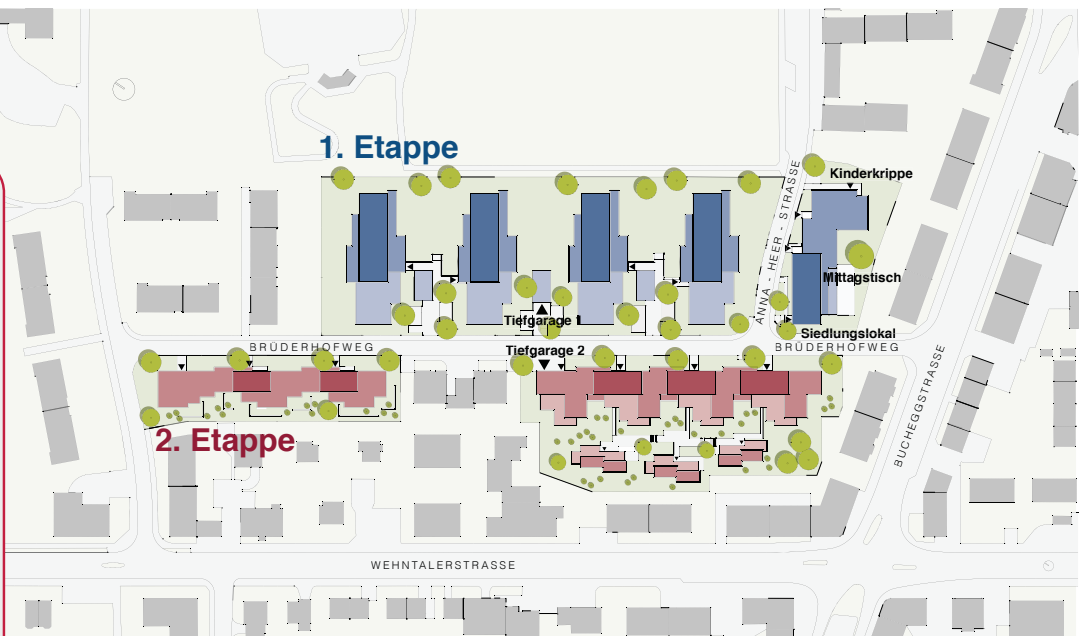 1. Etappe
Kinderkrippe
ANNA - HEER - STRASSE
Mittagstisch
Tiefgarage 1
Siedlungslokal
BRÜDERHOFWEG
BRÜDERHOFWEG
Tiefgarage 2
2. Etappe
BUCHEGGSTRASSE
WEHNTALERSTRASSE